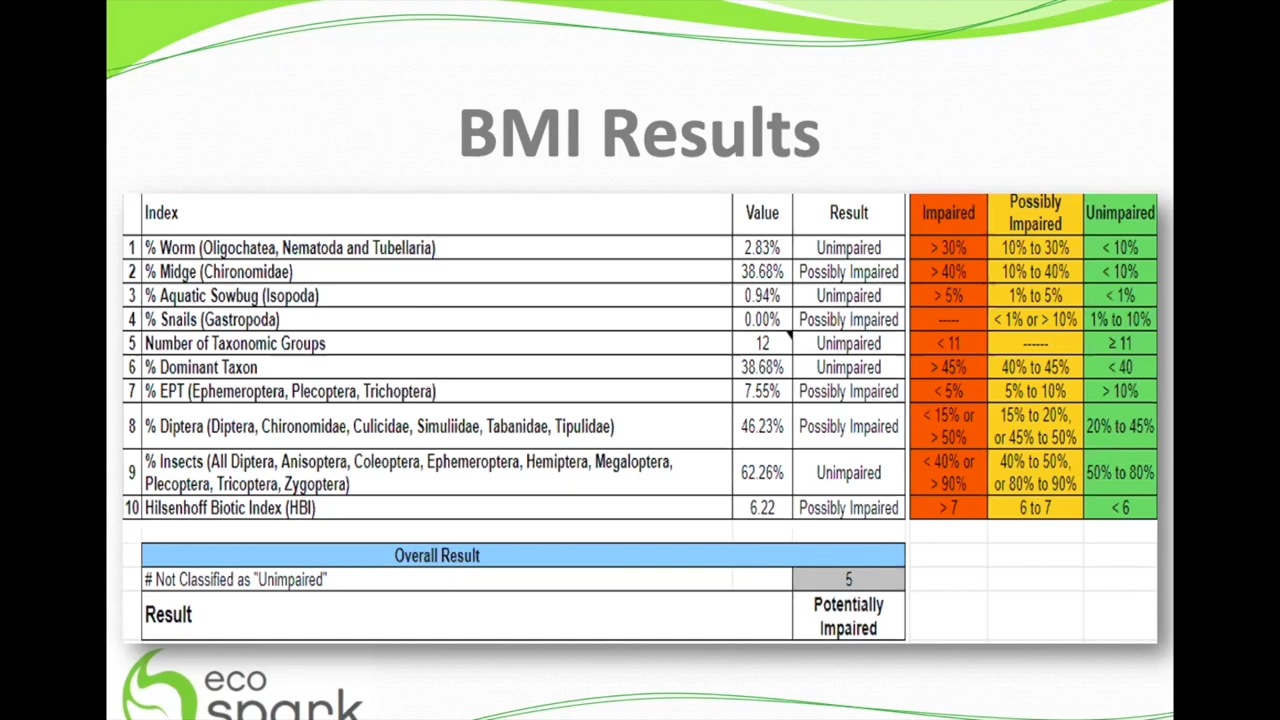 BMI Results
Index Value Result Impaired Possibly Impaired Unimpaired
1 % Worm (Oligochatea, Nematoda and Tubellaria) 2.83% Unimpaired > 30% 10% to 30% < 10%
2 % Midge (Chironomidae) 38.68% Possibly Impaired > 40% 10% to 40% < 10%
3 % Aquatic Sowbug (Isopoda) 0.94% Unimpaired > 5% 1% to 5% < 1%
4 % Snails (Gastropoda) 0.00% Possibly Impaired ----- < 1% or > 10% 1% to 10%
5 Number of Taxonomic Groups 12 Unimpaired < 11 ------ ≥ 11
6 % Dominant Taxon 38.68% Unimpaired > 45% 40% to 45% < 40
7 % EPT (Ephemeroptera, Plecoptera, Trichoptera) 7.55% Possibly Impaired < 5% 5% to 10% > 10%
8 % Diptera (Diptera, Chironomidae, Culicidae, Simuliidae, Tabanidae, Tipulidae) 46.23% Possibly Impaired < 15% or > 50% 15% to 20%, or 45% to 50% 20% to 45%
9 % Insects (All Diptera, Anisoptera, Coleoptera, Ephemeroptera, Hemiptera, Megaloptera, Plecoptera, Tricoptera, Zygoptera) 62.26% Unimpaired < 40% or > 90% 40% to 50%, or 80% to 90% 50% to 80%
10 Hilsenhoff Biotic Index (HBI) 6.22 Possibly Impaired > 7 6 to 7 < 6
Overall Result
# Not Classified as "Unimpaired" 5
Result Potentially Impaired
eco
spark